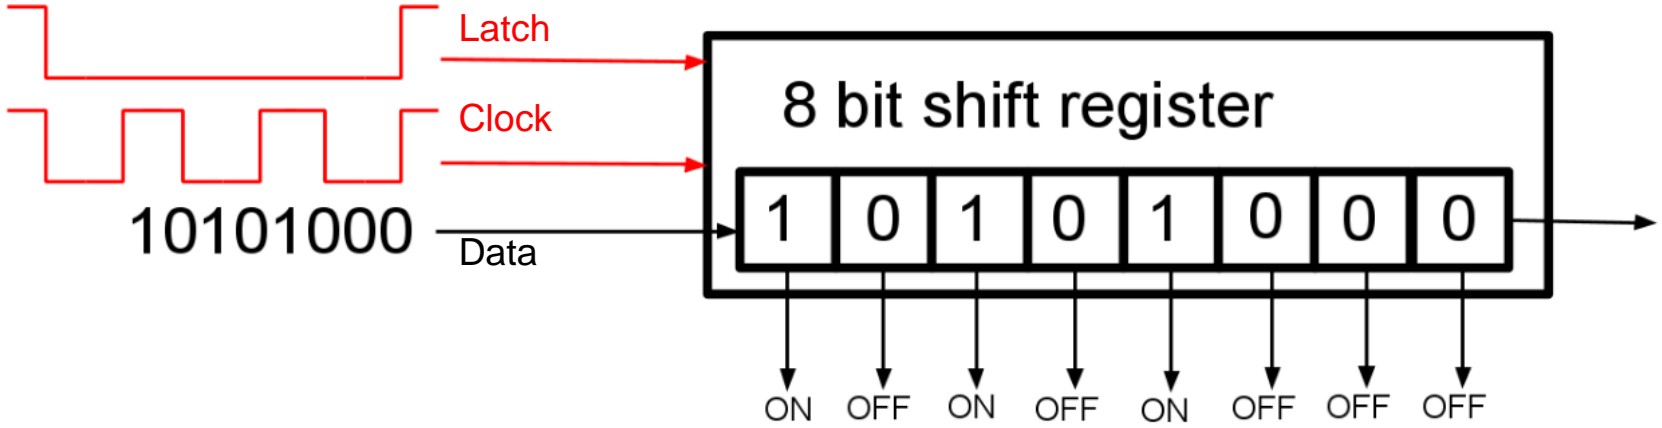 Latch
8 bit shift register
Clock
10101000
Data
1 0 1 0 1 0 0 0
ON OFF ON OFF ON OFF OFF OFF